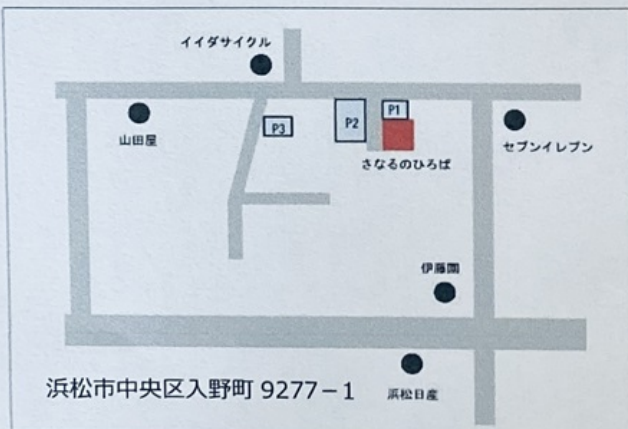 イイダサイクル
山田屋
P3
P2
P1
さなるのひろば
セブンイレブン
伊藤園
浜松市中央区入野町 9277－1
浜松日産